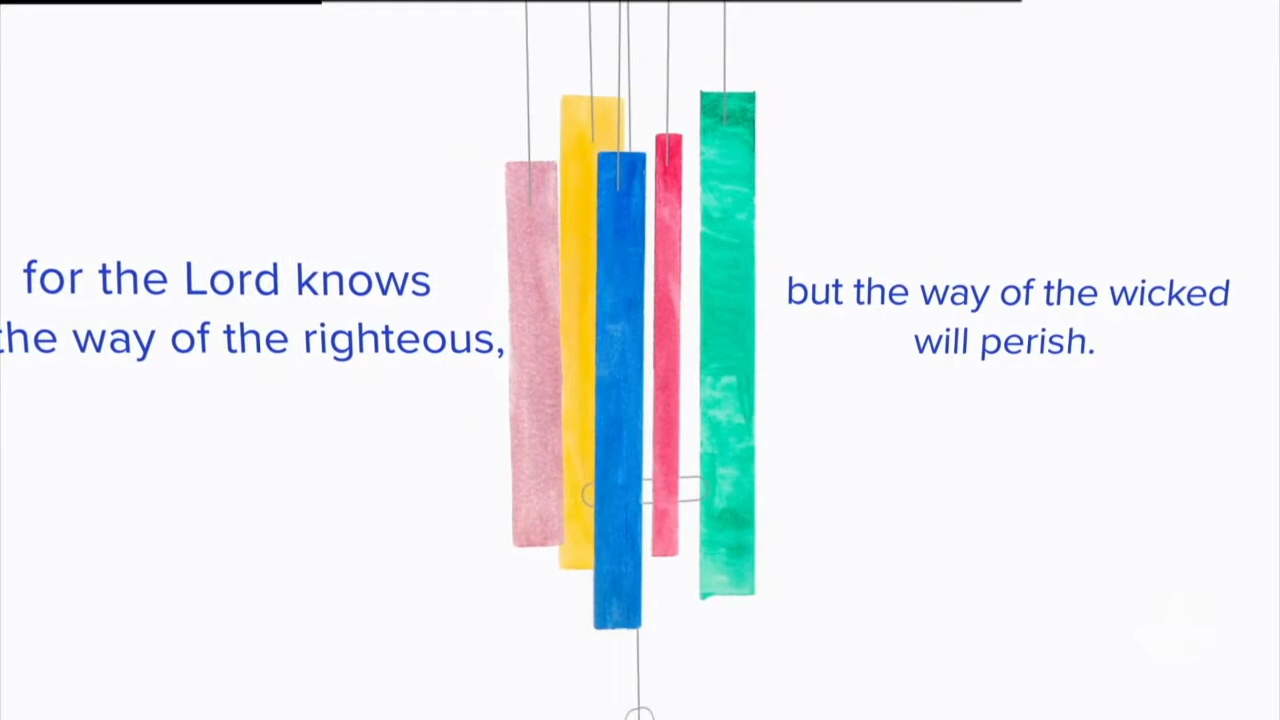 for the Lord knows
the way of the righteous,
but the way of the wicked
will perish.